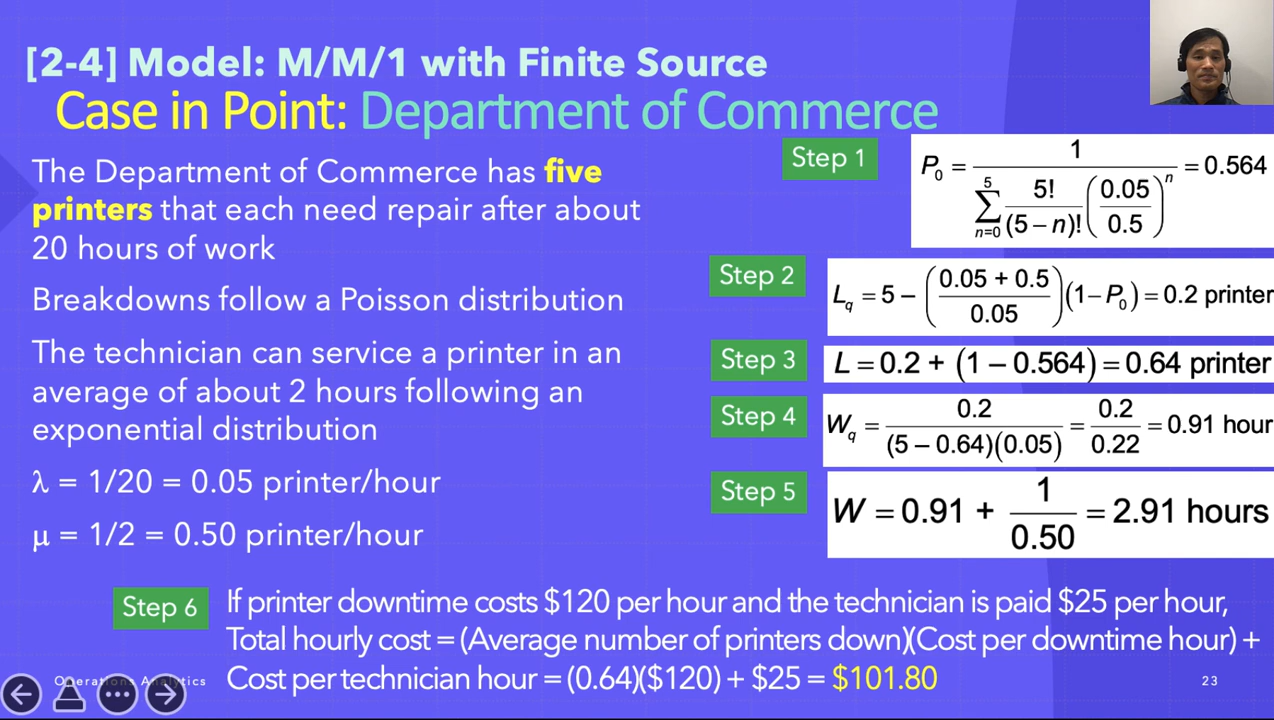 [2-4] Model: M/M/1 with Finite Source
Case in Point: Department of Commerce
The Department of Commerce has five
printers that each need repair after about
20 hours of work
Breakdowns follow a Poisson distribution
The technician can service a printer in an
average of about 2 hours following an
exponential distribution
λ = 1/20 = 0.05 printer/hour
μ = 1/2 = 0.50 printer/hour
Step 1
P₀ = 1 / ∑_{n=0}^{5} 5!/(5 – n)! (0.05/0.5)ⁿ = 0.564
Step 2
L_q = 5 – ((0.05 + 0.5)/0.05)(1 – P₀) = 0.2 printer
Step 3
L = 0.2 + (1 – 0.564) = 0.64 printer
Step 4
W_q = 0.2/((5 – 0.64)(0.05)) = 0.2/0.22 = 0.91 hour
Step 5
W = 0.91 + 1/0.50 = 2.91 hours
Step 6
If printer downtime costs $120 per hour and the technician is paid $25 per hour,
Total hourly cost = (Average number of printers down)(Cost per downtime hour) +
Cost per technician hour = (0.64)($120) + $25 = $101.80
Operations Analytics
23